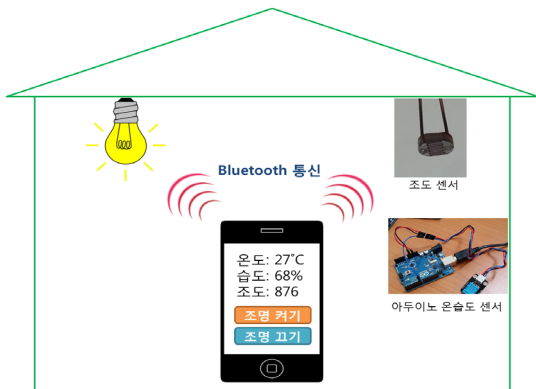 Bluetooth 통신
조도 센서
온도: 27°C
습도: 68%
조도: 876
조명 켜기
조명 끄기
아두이노 온습도 센서